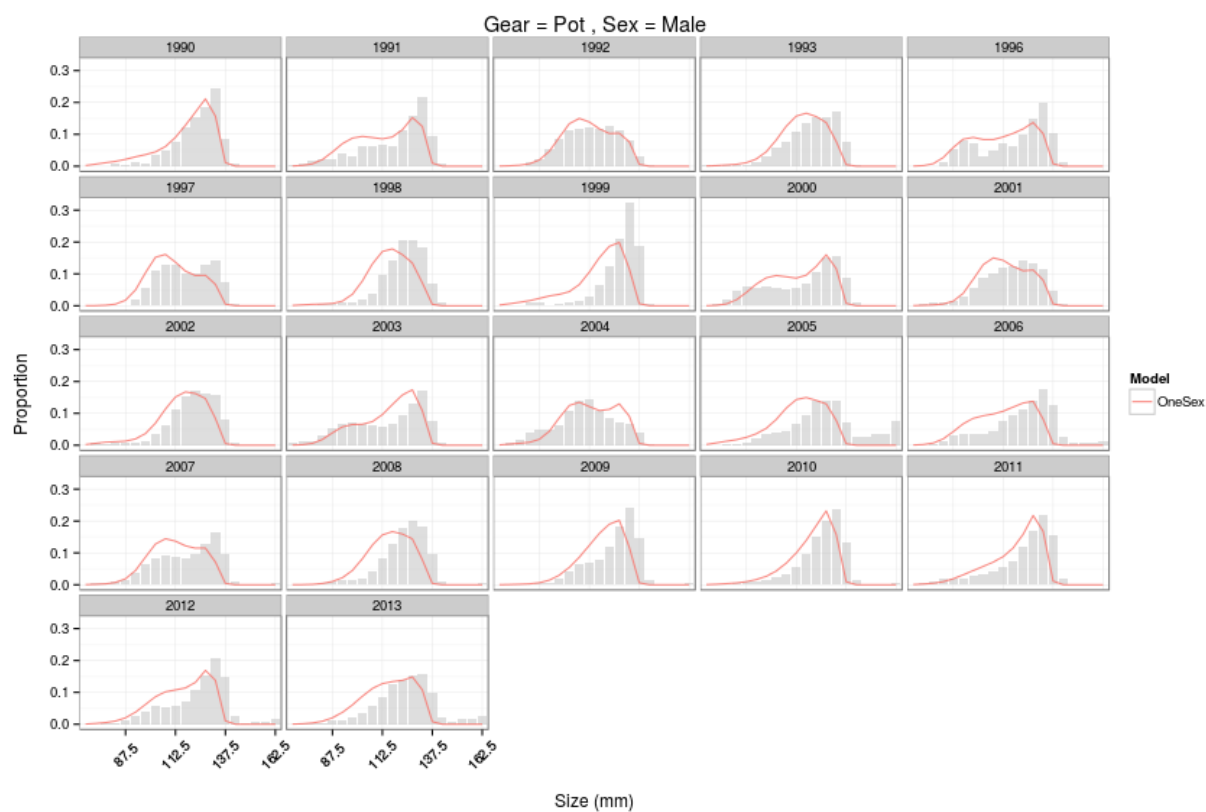 Gear = Pot , Sex = Male
1990 1991 1992 1993 1996
0.3
0.2
0.1
0.0
1997 1998 1999 2000 2001
0.3
0.2
0.1
0.0
2002 2003 2004 2005 2006
0.3
0.2
0.1
0.0
2007 2008 2009 2010 2011
0.3
0.2
0.1
0.0
2012 2013
0.3
0.2
0.1
0.0
87.5 112.5 137.5 162.5 87.5 112.5 137.5 162.5
Size (mm)
Proportion
Model
OneSex